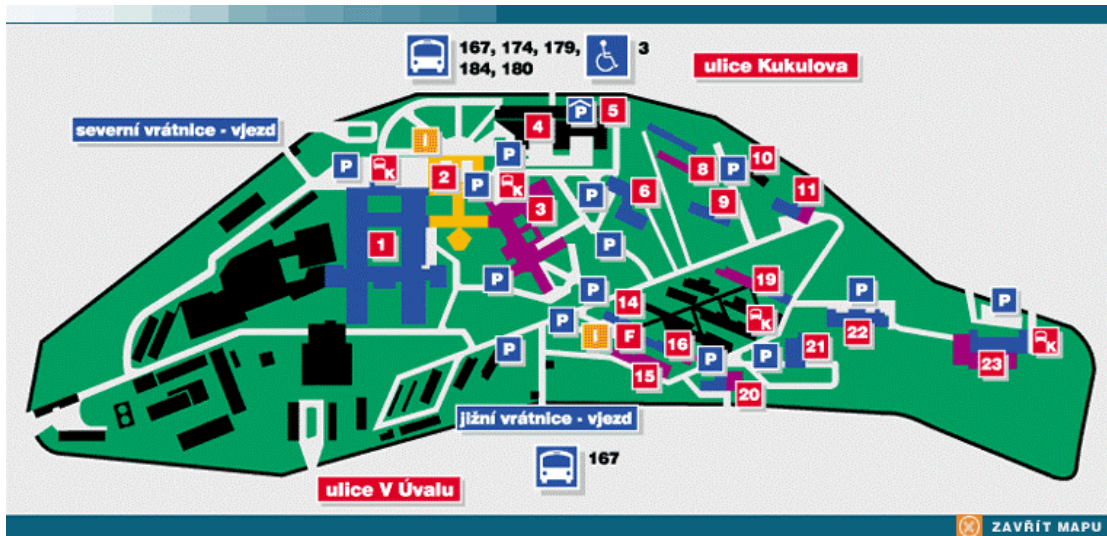 167, 174, 179,
184, 180
3
ulice Kukulova
severní vrátnice - vjezd
P
5
4
I
P
K
P
8
P
10
2
P
K
6
11
P
3
9
1
P
P
19
P
P
14
P
K
P
I
F
22
16
P
P
21
K
P
15
23
20
jižní vrátnice - vjezd
167
ulice V Úvalu
ZAVŘÍT MAPU